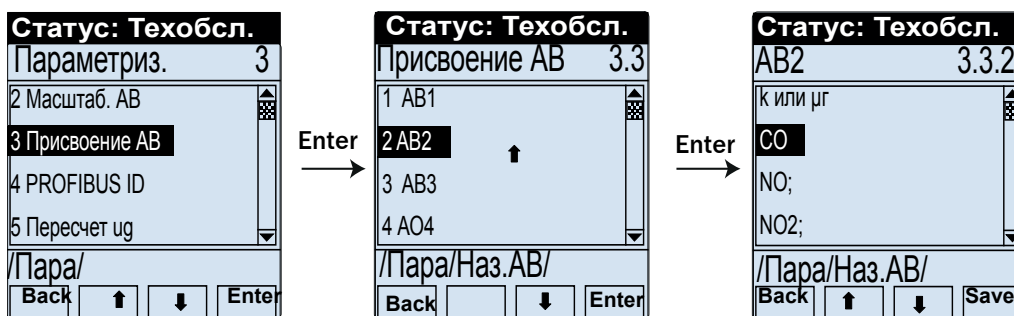 Статус: Техобсл.
Параметриз. 3
2 Масштаб. АВ
3 Присвоение АВ
4 PROFIBUS ID
5 Пересчет ug
/Пара/
Back Enter
Enter
Статус: Техобсл.
Присвоение АВ 3.3
1 АВ1
2 АВ2
3 АВ3
4 АО4
/Пара/Наз.АВ/
Back Enter
Enter
Статус: Техобсл.
АВ2 3.3.2
k или µг
CO
NO;
NO2;
/Пара/Наз.АВ/
Back Save